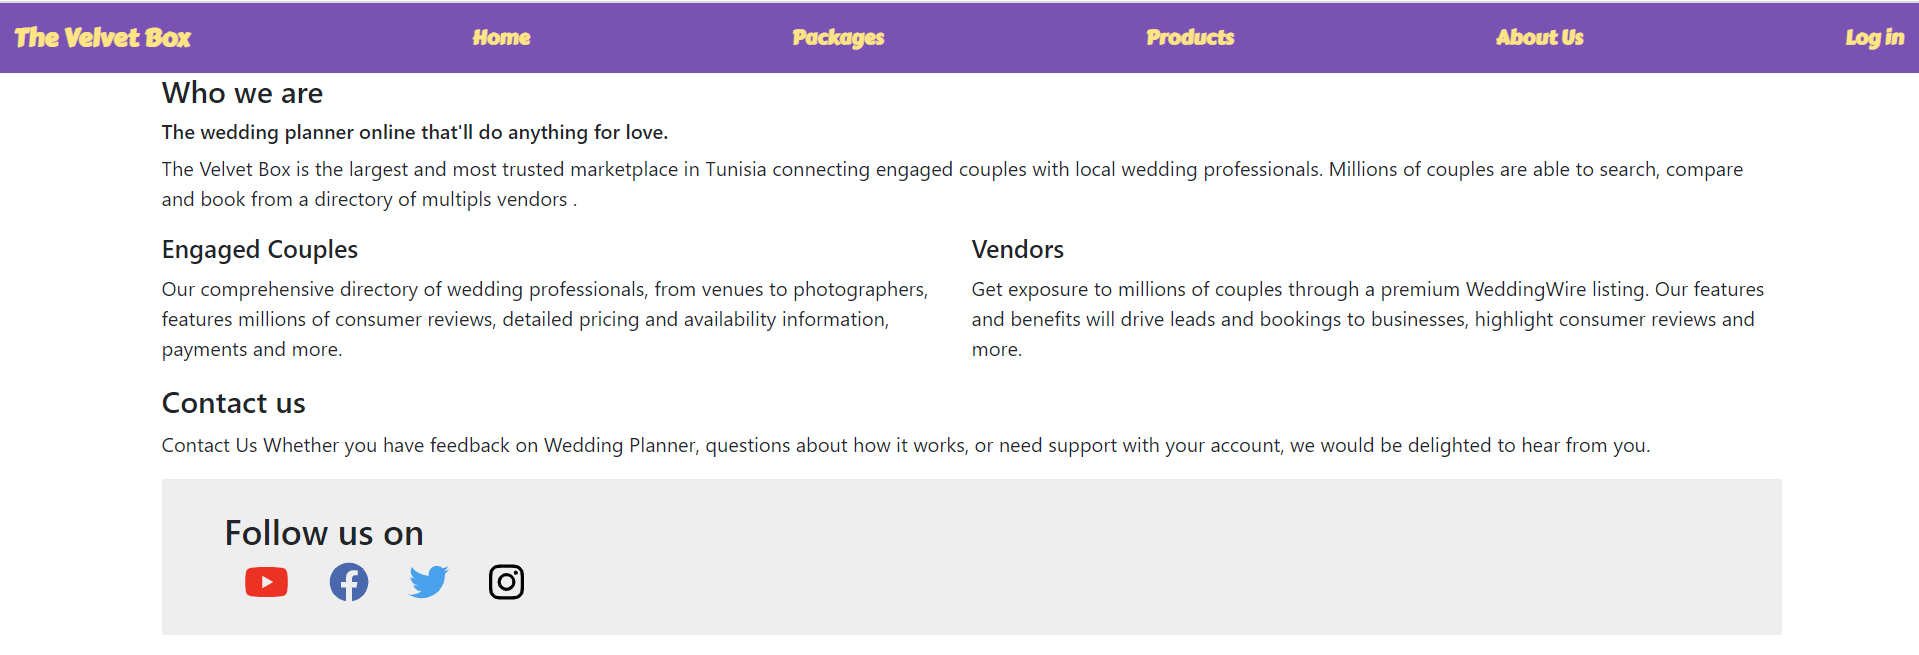 The Velvet Box Home Packages Products About Us Log in
Who we are
The wedding planner online that'll do anything for love.
The Velvet Box is the largest and most trusted marketplace in Tunisia connecting engaged couples with local wedding professionals. Millions of couples are able to search, compare
and book from a directory of multipls vendors .
Engaged Couples
Our comprehensive directory of wedding professionals, from venues to photographers,
features millions of consumer reviews, detailed pricing and availability information,
payments and more.
Vendors
Get exposure to millions of couples through a premium WeddingWire listing. Our features
and benefits will drive leads and bookings to businesses, highlight consumer reviews and
more.
Contact us
Contact Us Whether you have feedback on Wedding Planner, questions about how it works, or need support with your account, we would be delighted to hear from you.
Follow us on